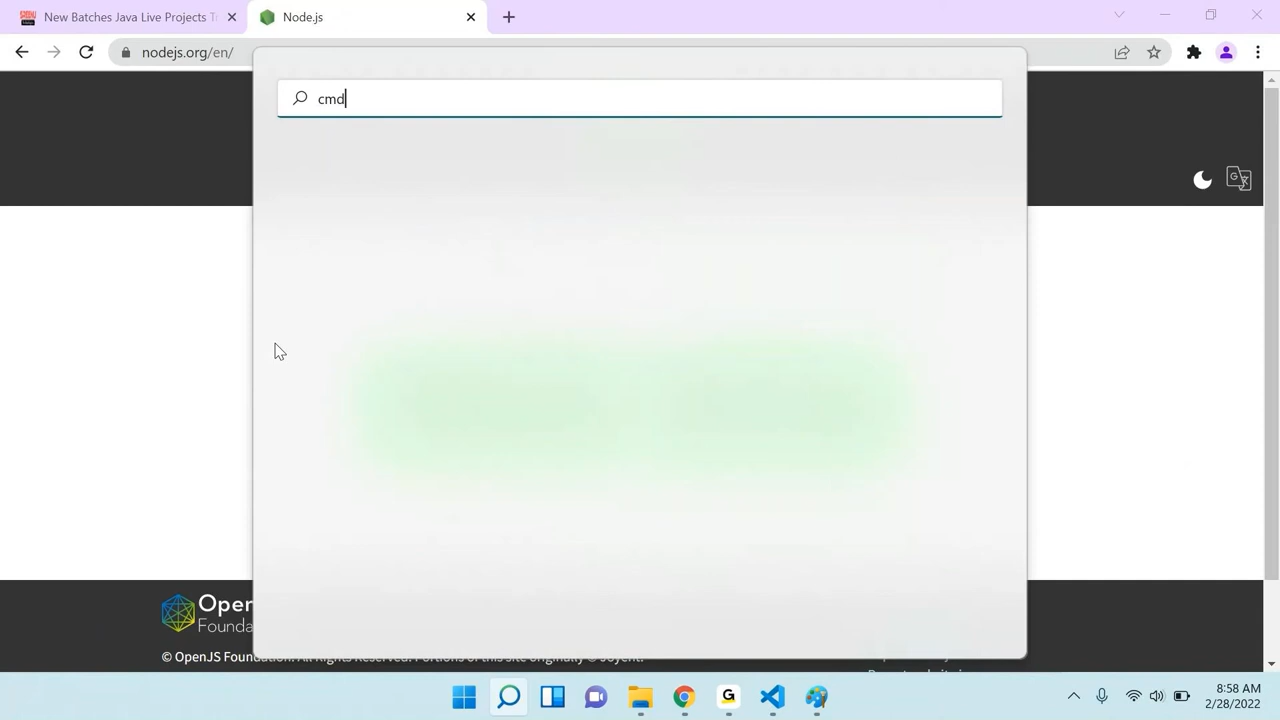 New Batches Java Live Projects T
Node.js
nodejs.org/en/
cmd
Open
Founda
© OpenJS Foundation. All Rights Reserved. Portions of this site originally © Joyent.
8:58 AM
2/28/2022